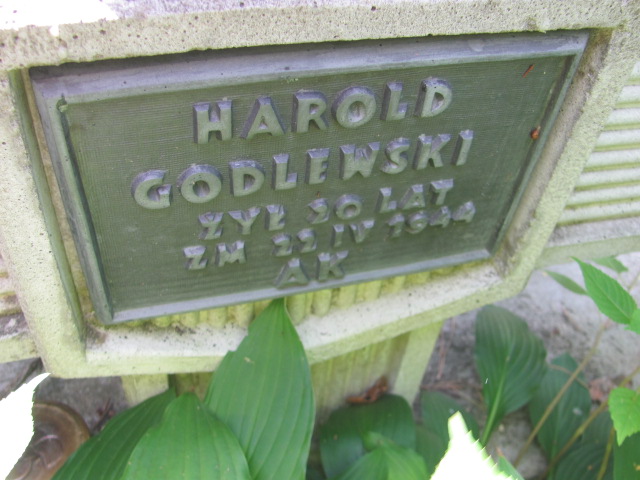 HAROLD
GODLEWSKI
ŻYŁ 20 LAT
ZM 22 IV 1944
AK